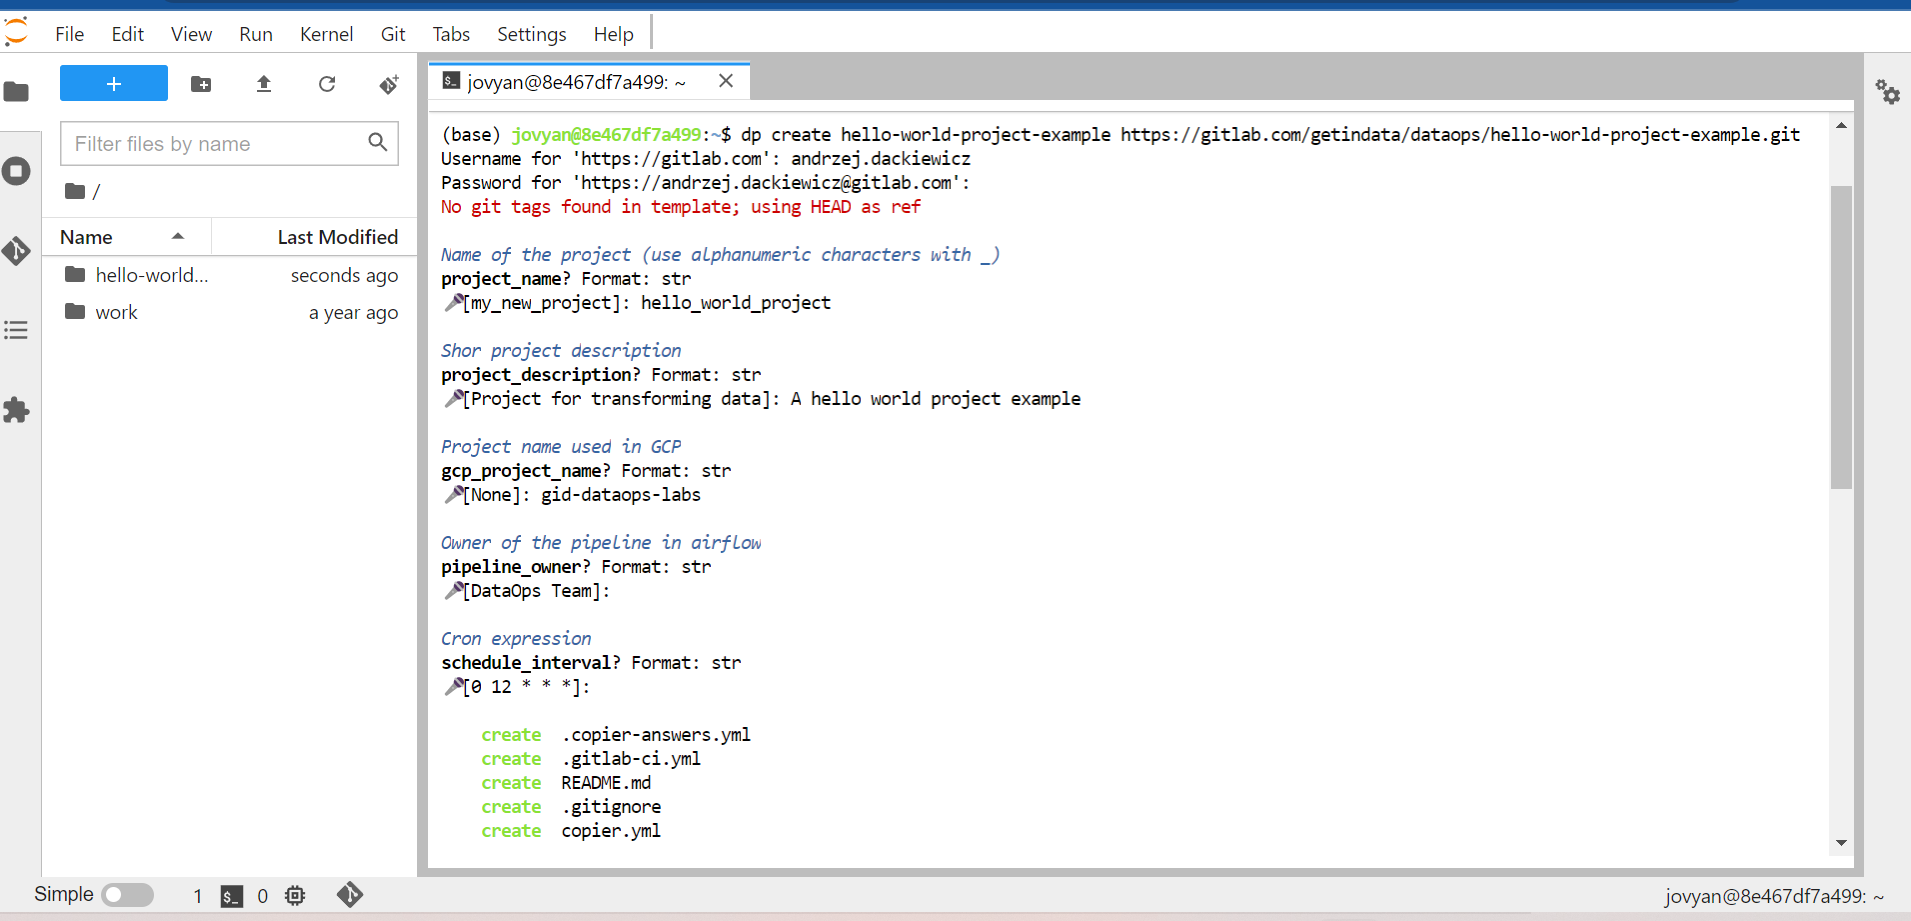 File Edit View Run Kernel Git Tabs Settings Help
+
Filter files by name
/
Name Last Modified
hello-world... seconds ago
work a year ago
jovyan@8e467df7a499: ~
(base) jovyan@8e467df7a499:~$ dp create hello-world-project-example https://gitlab.com/getindata/dataops/hello-world-project-example.git
Username for 'https://gitlab.com': andrzej.dackiewicz
Password for 'https://andrzej.dackiewicz@gitlab.com':
No git tags found in template; using HEAD as ref
Name of the project (use alphanumeric characters with _)
project_name? Format: str
🎤[my_new_project]: hello_world_project
Shor project description
project_description? Format: str
🎤[Project for transforming data]: A hello world project example
Project name used in GCP
gcp_project_name? Format: str
🎤[None]: gid-dataops-labs
Owner of the pipeline in airflow
pipeline_owner? Format: str
🎤[DataOps Team]:
Cron expression
schedule_interval? Format: str
🎤[0 12 * * *]:
create .copier-answers.yml
create .gitlab-ci.yml
create README.md
create .gitignore
create copier.yml
Simple 1 $_ 0
jovyan@8e467df7a499: ~